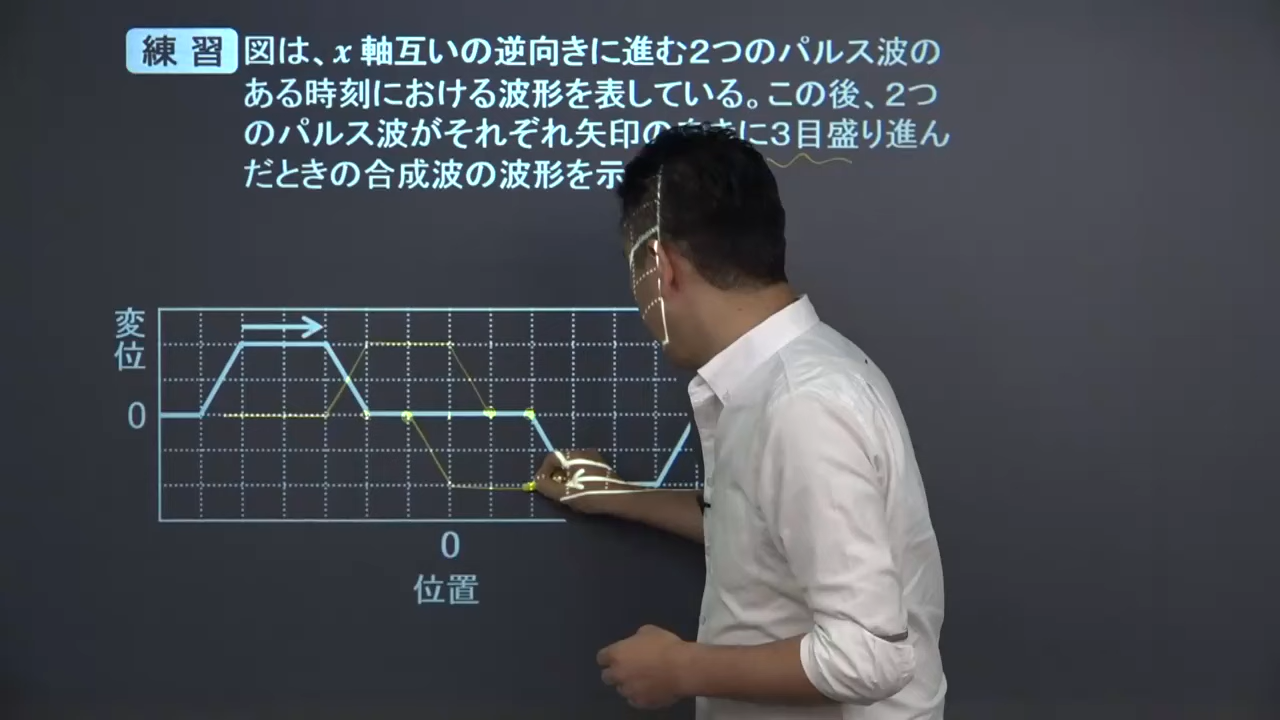 練習 図は、x 軸互いの逆向きに進む2つのパルス波の
ある時刻における波形を表している。この後、2つ
のパルス波がそれぞれ矢印の に3目盛り進ん
だときの合成波の波形を示
変位
0
0
位置